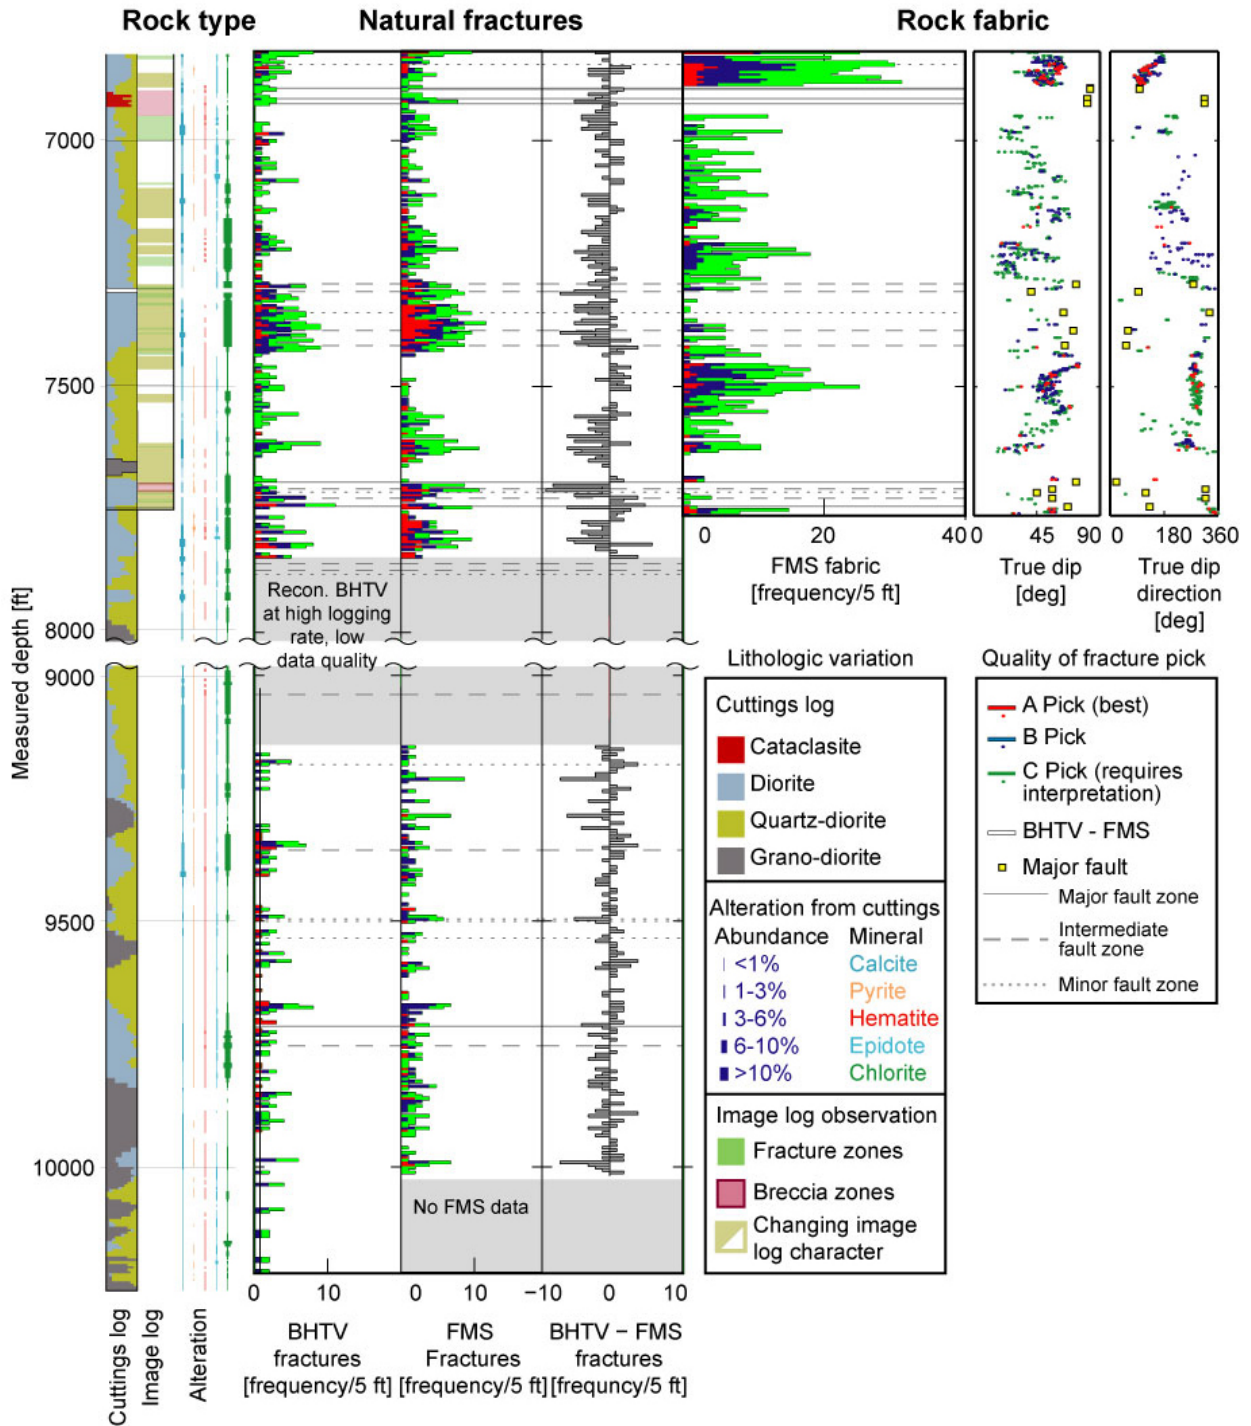 Rock type
Natural fractures
Rock fabric
Measured depth [ft]
7000
7500
8000
9000
9500
10000
Recon. BHTV
at high logging
rate, low
data quality
No FMS data
0
10
0
10
−10
0
10
0
20
40
0
45
90
0
180
360
Cuttings log
Image log
Alteration
BHTV
fractures
[frequency/5 ft]
FMS
Fractures
[frequency/5 ft]
BHTV − FMS
fractures
[frequncy/5 ft]
FMS fabric
[frequency/5 ft]
True dip
[deg]
True dip
direction
[deg]
Lithologic variation
Cuttings log
Cataclasite
Diorite
Quartz-diorite
Grano-diorite
Alteration from cuttings
Abundance Mineral
<1% Calcite
1-3% Pyrite
3-6% Hematite
6-10% Epidote
>10% Chlorite
Image log observation
Fracture zones
Breccia zones
Changing image
log character
Quality of fracture pick
A Pick (best)
B Pick
C Pick (requires
interpretation)
BHTV - FMS
Major fault
Major fault zone
Intermediate
fault zone
Minor fault zone